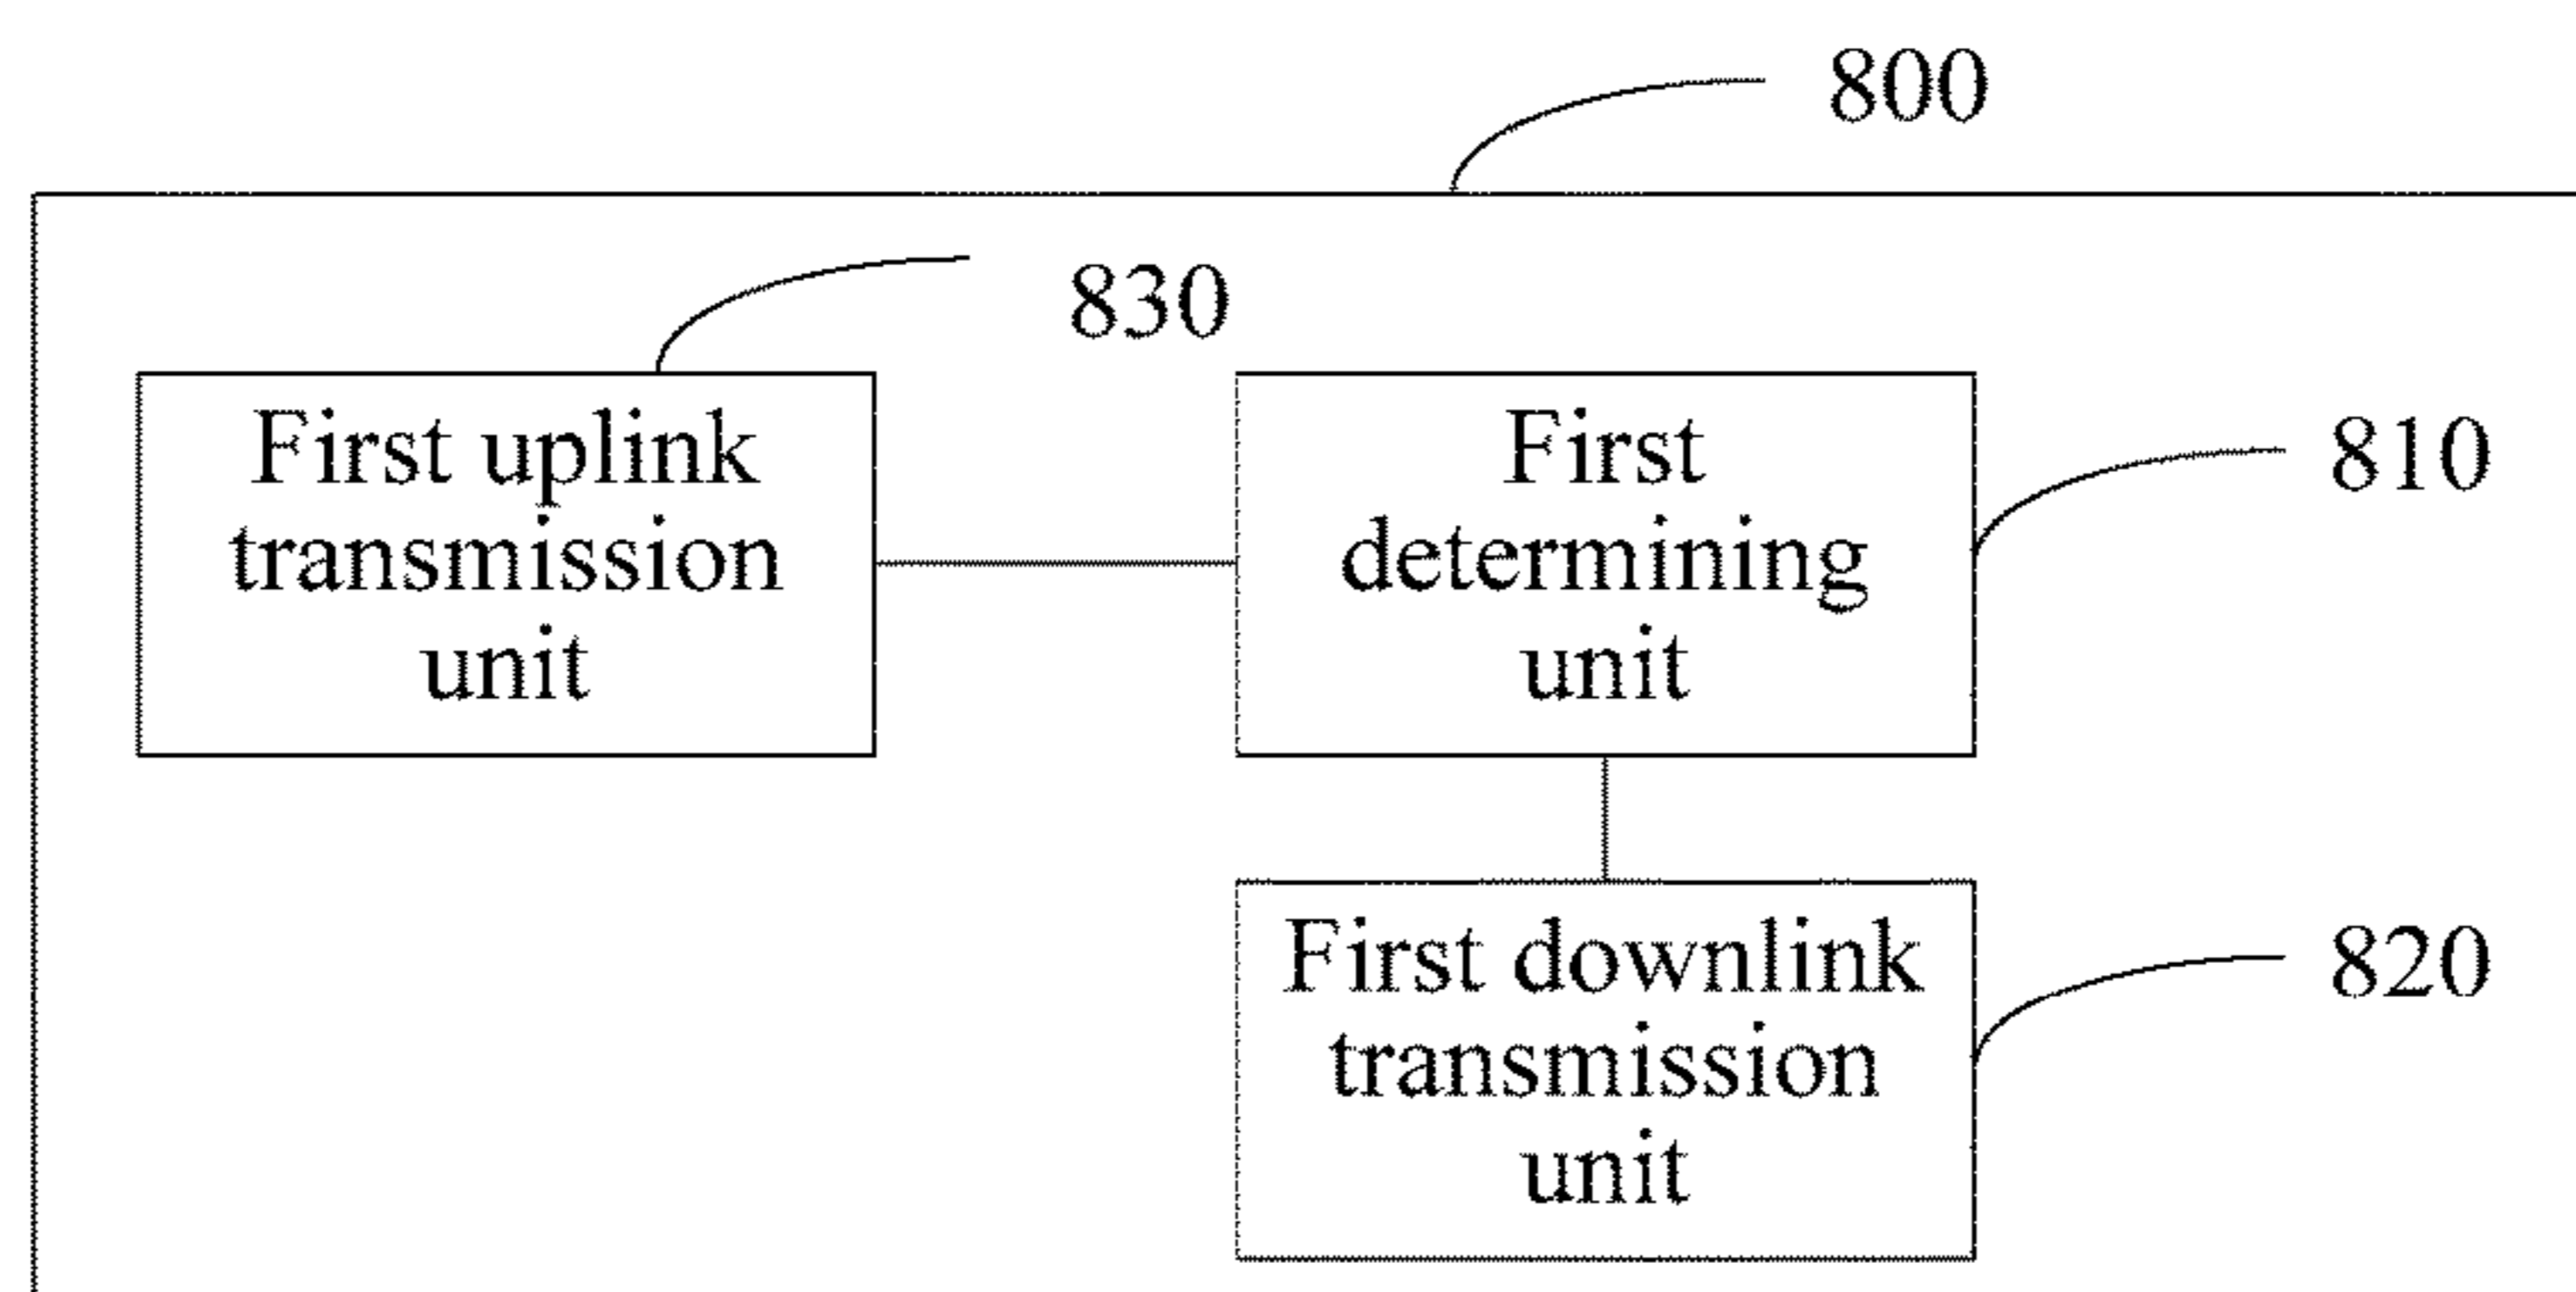 800
830
First uplink
transmission
unit
First
determining
unit
810
First downlink
transmission
unit
820